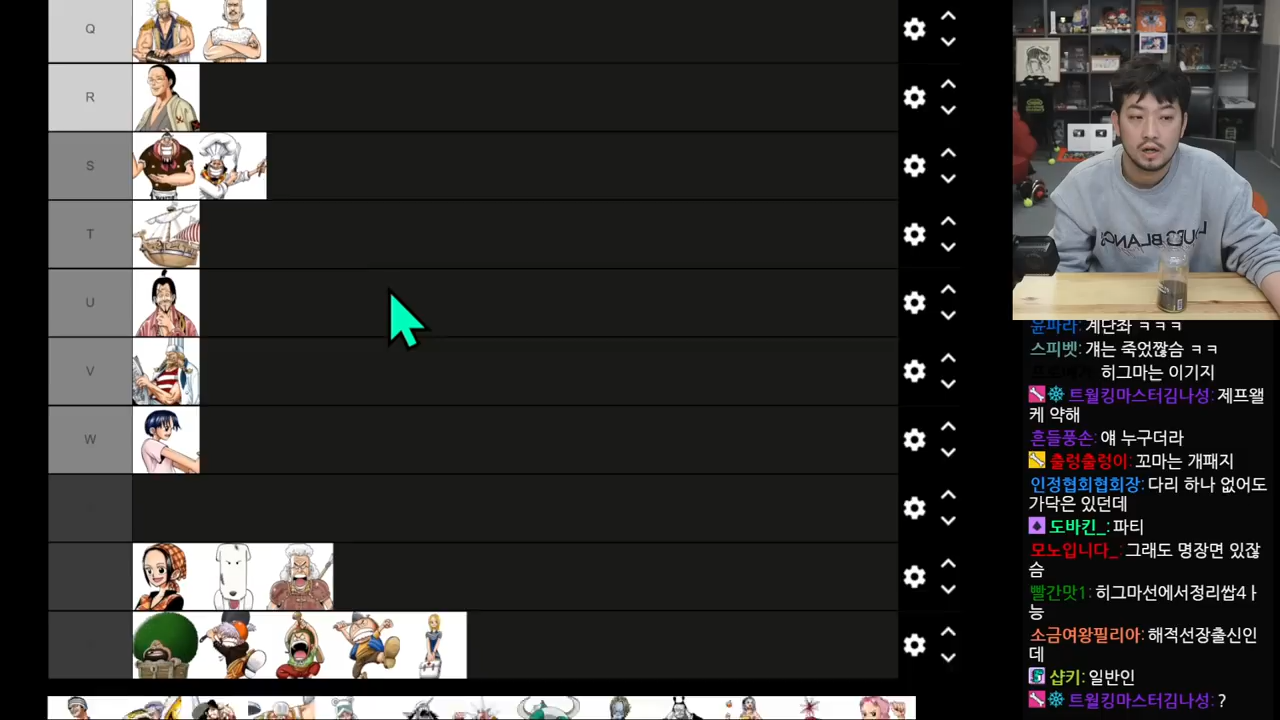 Q
R
S
T
U
V
W
윤파라: 계단좌 ㅋㅋㅋ
스피벳: 걔는 죽었짢슴 ㅋㅋ
히그마는 이기지
트월킹마스터김나성: 제프왤
케 약해
흔들풍손: 얘 누구더라
출렁출렁이: 꼬마는 개패지
인정협회협회장: 다리 하나 없어도
가닥은 있던데
도바킨_: 파티
모노입니다_: 그래도 명장면 있잖
슴
빨간맛1: 히그마선에서정리쌉4ㅏ
능
소금여왕필리아: 해적선장출신인
데
샵키: 일반인
트월킹마스터김나성: ?